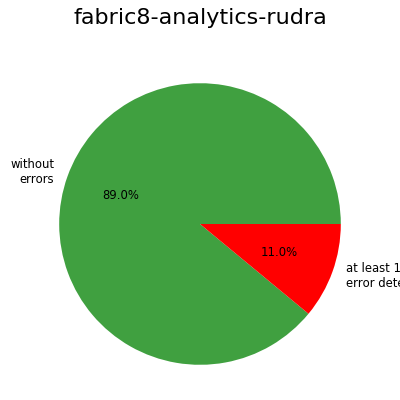 fabric8-analytics-rudra
without
errors
89.0%
11.0%
at least 1
error dete